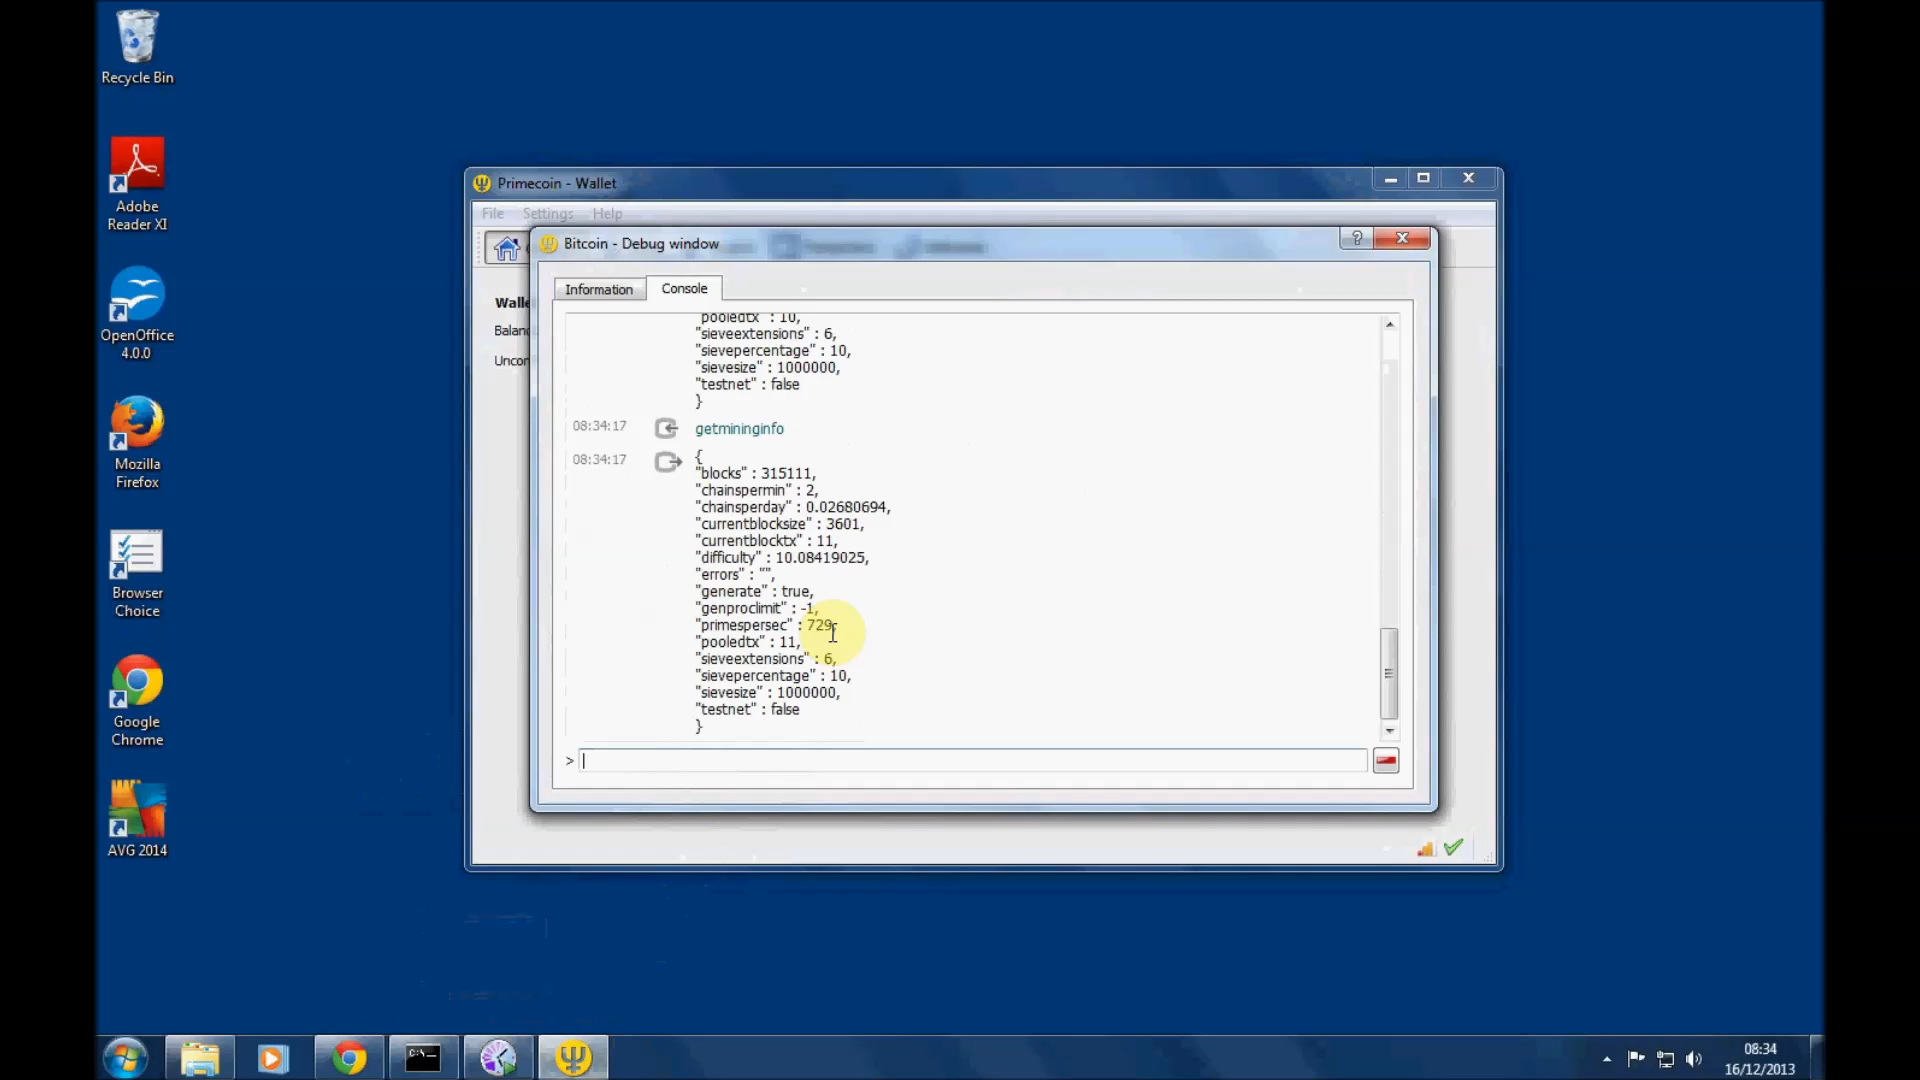 Recycle Bin
Adobe
Reader XI
OpenOffice
4.0.0
Mozilla
Firefox
Browser
Choice
Google
Chrome
AVG 2014
Primecoin - Wallet
File Settings Help
Bitcoin - Debug window
Information Console
Balanc
Uncon
pooledtx" : 10,
"sieveextensions" : 6,
"sievepercentage" : 10,
"sievesize" : 1000000,
"testnet" : false
}
08:34:17 getmininginfo
08:34:17 {
"blocks" : 315111,
"chainspermin" : 2,
"chainsperday" : 0.02680694,
"currentblocksize" : 3601,
"currentblocktx" : 11,
"difficulty" : 10.08419025,
"errors" : "",
"generate" : true,
"genproclimit" : -1,
"primespersec" : 729,
"pooledtx" : 11,
"sieveextensions" : 6,
"sievepercentage" : 10,
"sievesize" : 1000000,
"testnet" : false
}
>
C:\_
08:34
16/12/2013